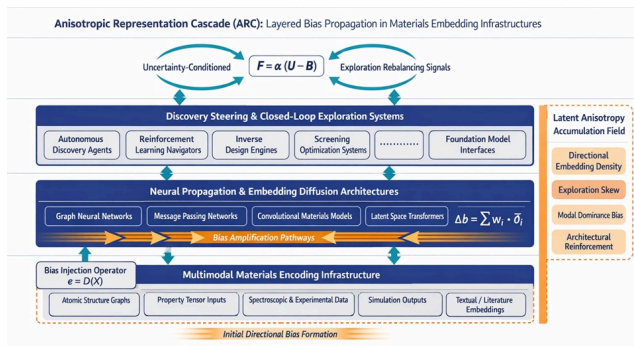 Anisotropic Representation Cascade (ARC): Layered Bias Propagation in Materials Embedding Infrastructures
Uncertainty-Conditioned
F = α (U – B)
Exploration Rebalancing Signals
Discovery Steering & Closed-Loop Exploration Systems
Autonomous
Discovery Agents
Reinforcement
Learning Navigators
Inverse
Design Engines
Screening
Optimization Systems
............
Foundation Model
Interfaces
Neural Propagation & Embedding Diffusion Architectures
Graph Neural Networks
Message Passing Networks
Convolutional Materials Models
Latent Space Transformers
Δb = ∑ wᵢ • σ̄ᵢ
Bias Amplification Pathways
Bias Injection Operator
e = D(X)
Multimodal Materials Encoding Infrastructure
Atomic Structure Graphs
Property Tensor Inputs
Spectroscopic & Experimental Data
Simulation Outputs
Textual / Literature
Embeddings
Initial Directional Bias Formation
Latent Anisotropy
Accumulation Field
Directional
Embedding Density
Exploration Skew
Modal Dominance Bias
Architectural
Reinforcement